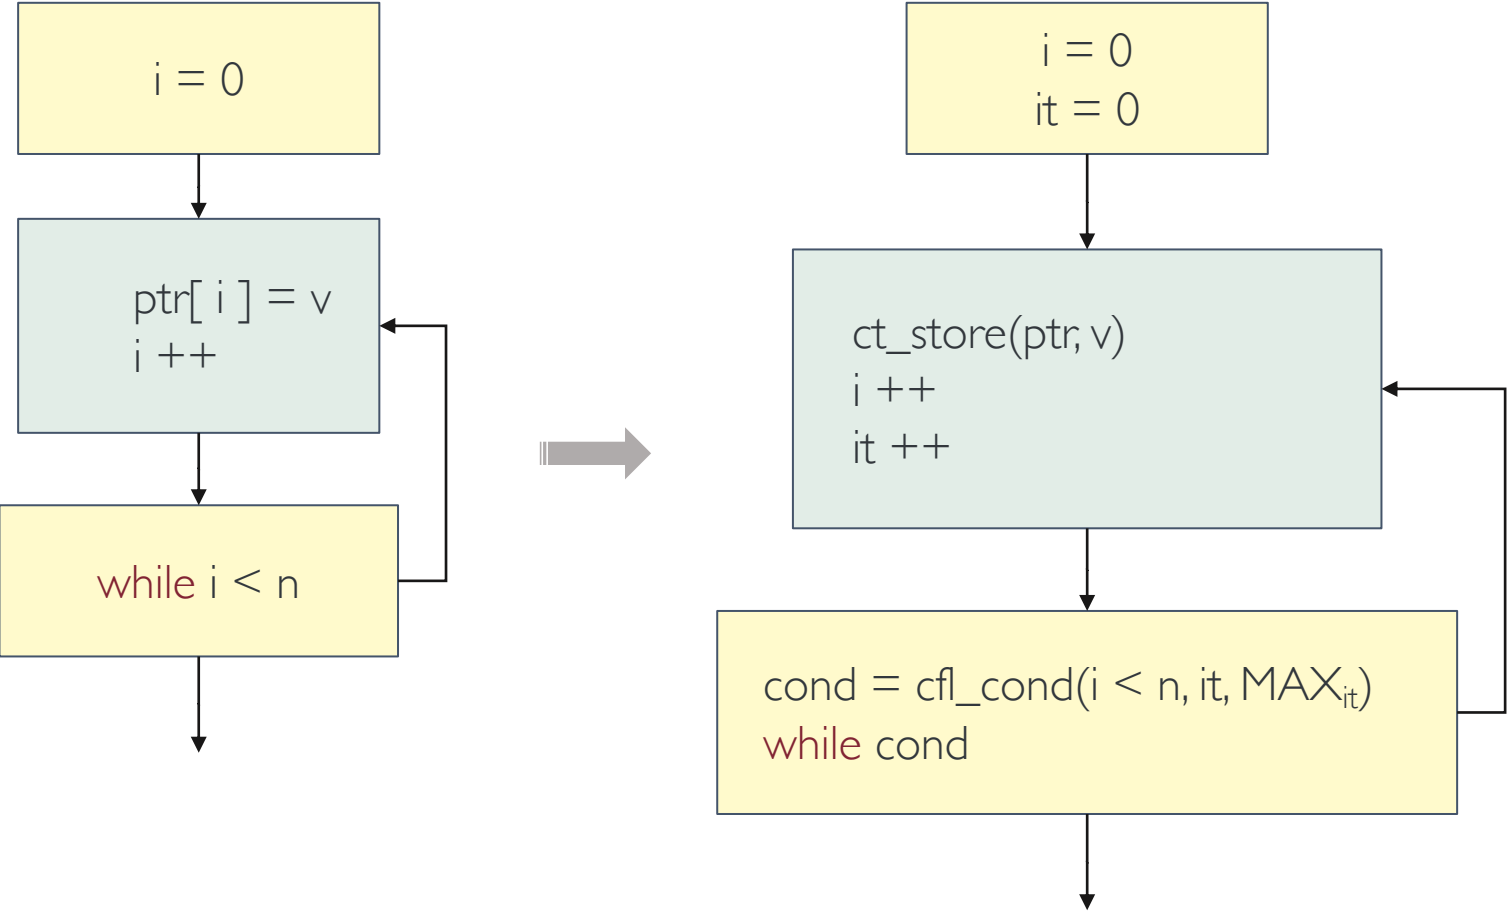 i = 0
ptr[ i ] = v
i ++
while i < n
i = 0
it = 0
ct_store(ptr, v)
i ++
it ++
cond = cfl_cond(i < n, it, MAXit)
while cond